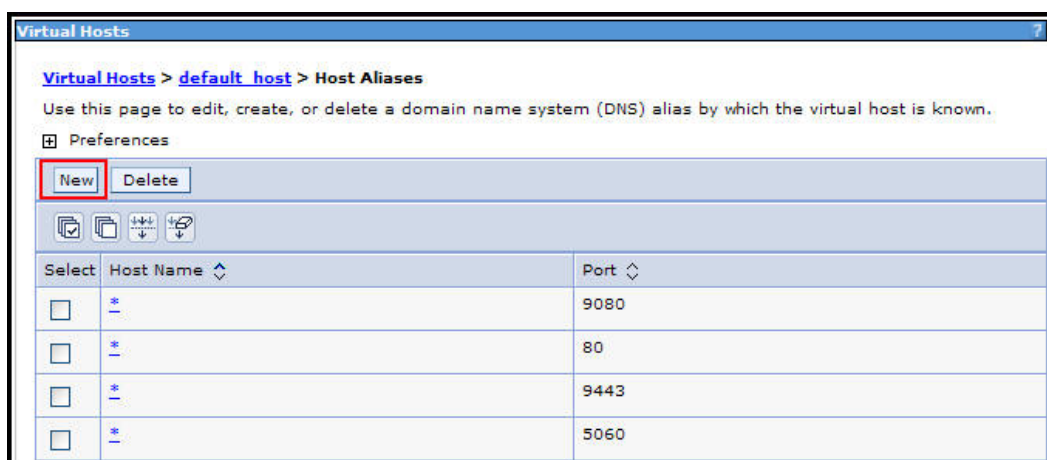 Virtual Hosts ?
Virtual Hosts > default_host > Host Aliases
Use this page to edit, create, or delete a domain name system (DNS) alias by which the virtual host is known.
Preferences
New Delete
Select Host Name Port
* 9080
* 80
* 9443
* 5060